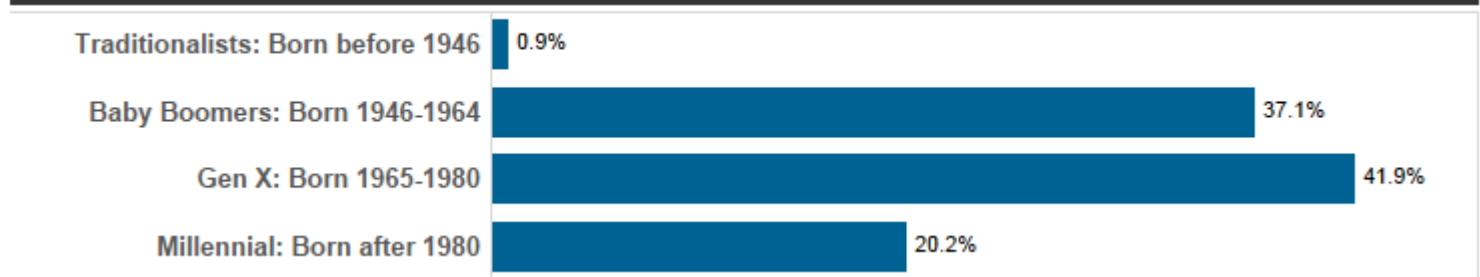 Traditionalists: Born before 1946 0.9%
Baby Boomers: Born 1946-1964 37.1%
Gen X: Born 1965-1980 41.9%
Millennial: Born after 1980 20.2%